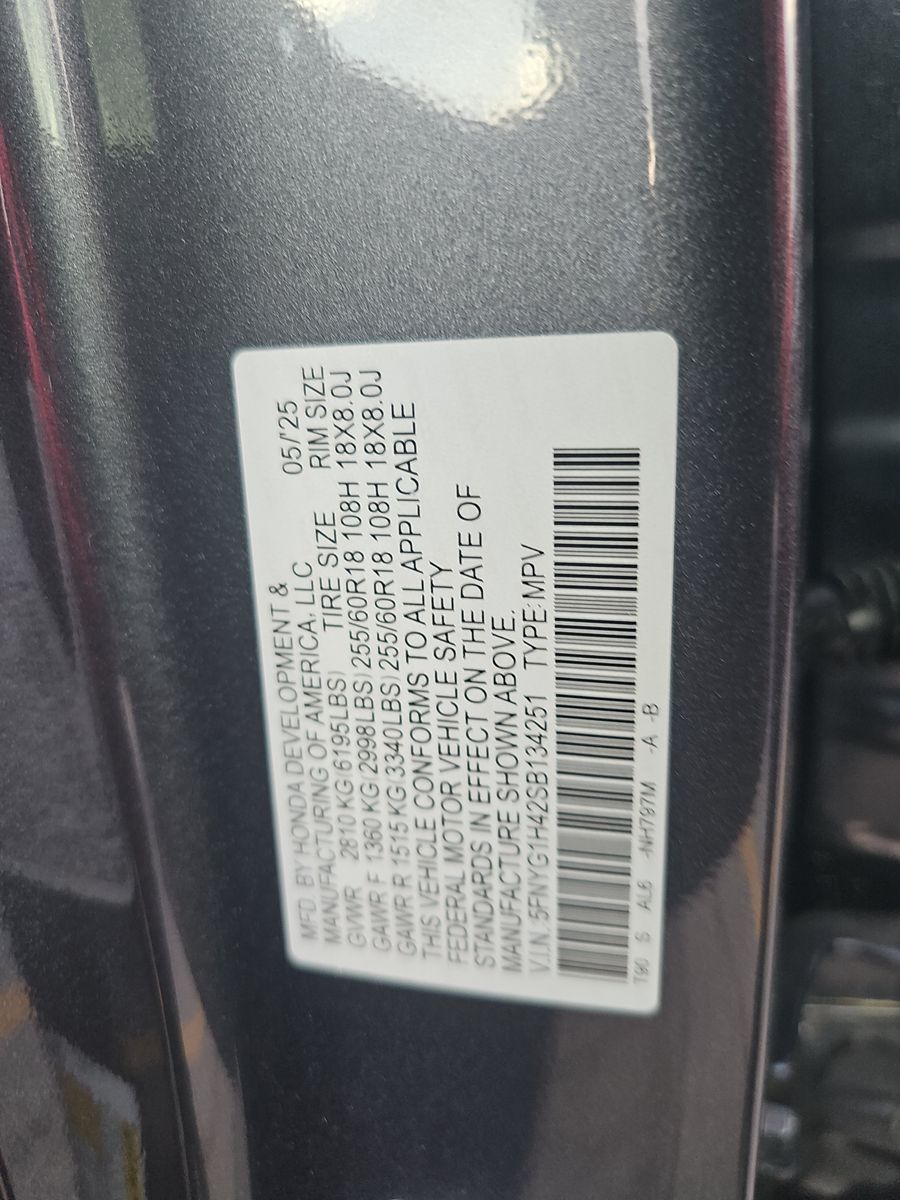 MFD. BY HONDA DEVELOPMENT & 05/'25
MANUFACTURING OF AMERICA, LLC
TIRE SIZE RIM SIZE
GVWR 2810 KG(6195LBS)
GAWR F 1360 KG(2998LBS)255/60R18 108H 18X8.0J
GAWR R 1515 KG(3340LBS)255/60R18 108H 18X8.0J
THIS VEHICLE CONFORMS TO ALL APPLICABLE
FEDERAL MOTOR VEHICLE SAFETY
STANDARDS IN EFFECT ON THE DATE OF
MANUFACTURE SHOWN ABOVE.
V.I.N.:5FNYG1H42SB134251 TYPE:MPV
T90 S AL6 -NH797M -A -B